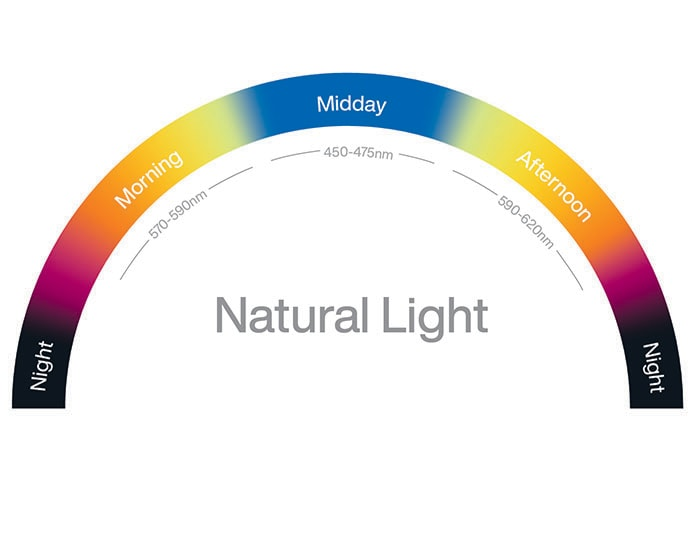 Night
Morning
Midday
Afternoon
Night
570-590nm
450-475nm
590-620nm
Natural Light